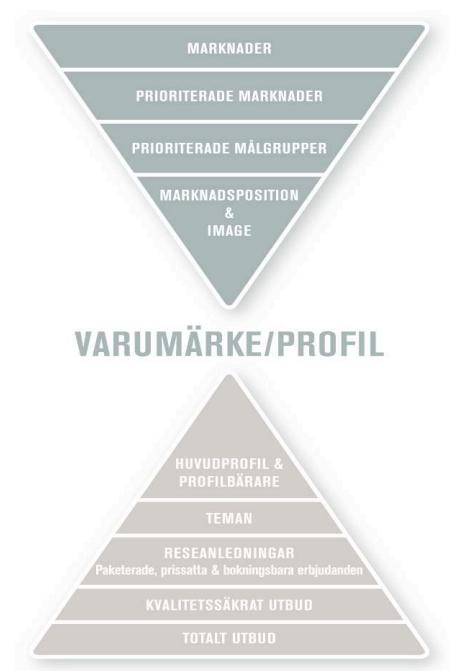 MARKNADER
PRIORITERADE MARKNADER
PRIORITERADE MÅLGRUPPER
MARKNADSPOSITION
&
IMAGE
VARUMÄRKE/PROFIL
HUVUDPROFIL &
PROFILBÄRARE
TEMAN
RESEANLEDNINGAR
Paketerade, prissatta & bokningsbara erbjudanden
KVALITETSSÄKRAT UTBUD
TOTALT UTBUD